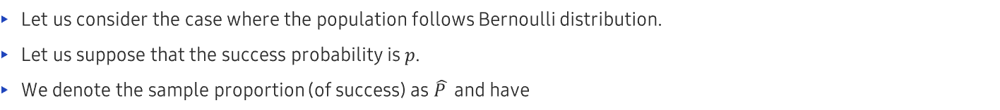 ▸ Let us consider the case where the population follows Bernoulli distribution.
▸ Let us suppose that the success probability is p.
▸ We denote the sample proportion (of success) as P̂ and have